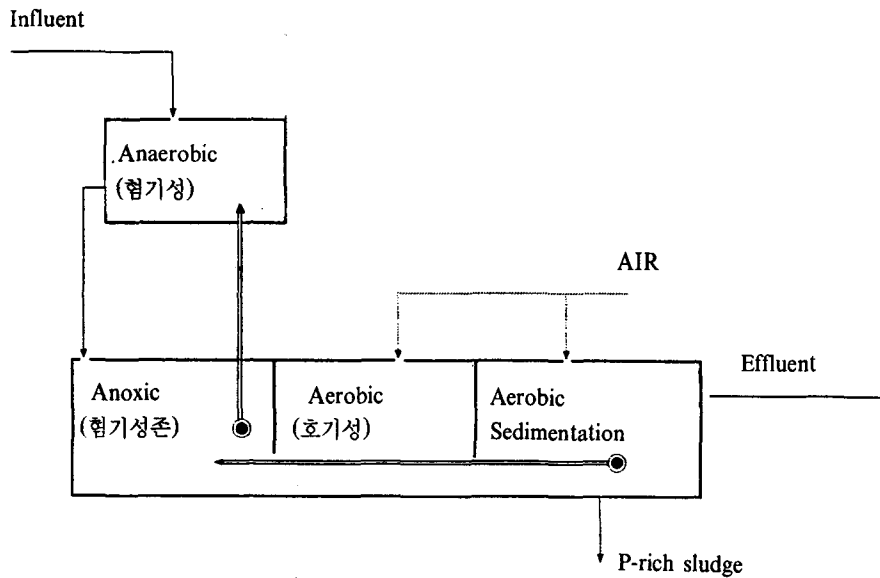 Influent
Anaerobic
(혐기성)
AIR
Effluent
Anoxic
(혐기성존)
Aerobic
(호기성)
Aerobic
Sedimentation
P-rich sludge